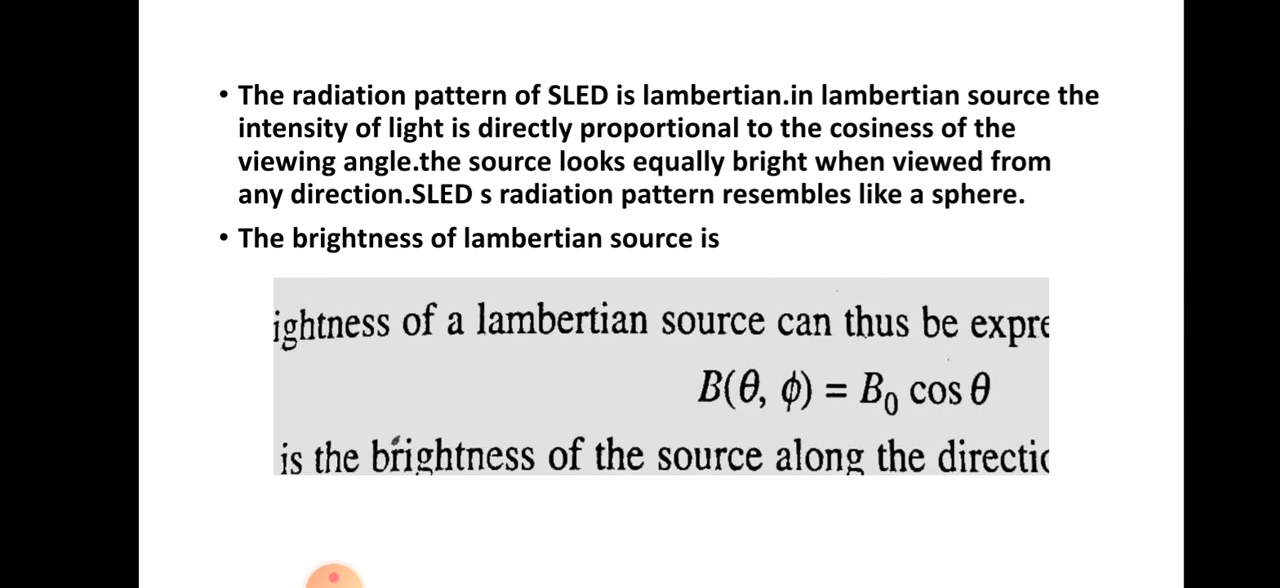 • The radiation pattern of SLED is lambertian.in lambertian source the
intensity of light is directly proportional to the cosiness of the
viewing angle.the source looks equally bright when viewed from
any direction.SLED s radiation pattern resembles like a sphere.
• The brightness of lambertian source is
ightness of a lambertian source can thus be expre
B(θ, ϕ) = B₀ cos θ
is the brightness of the source along the directic